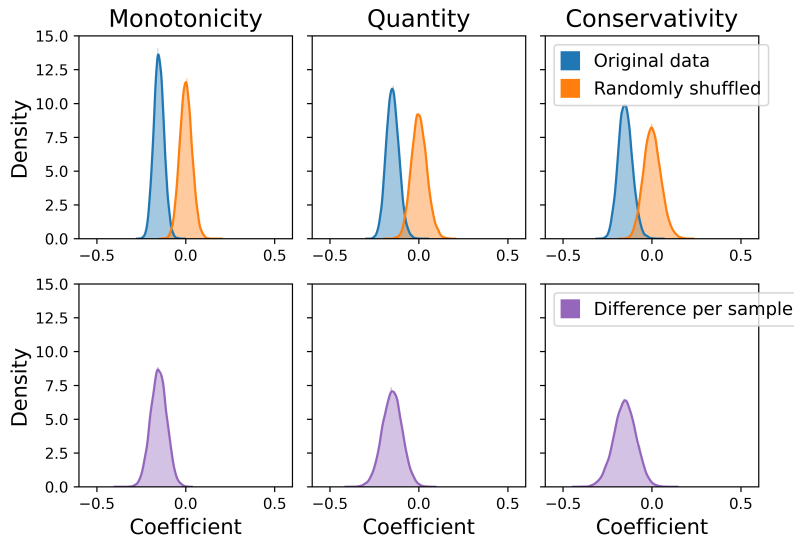 Monotonicity Quantity Conservativity
15.0
12.5
10.0
7.5
5.0
2.5
0.0
Density
−0.5 0.0 0.5
−0.5 0.0 0.5
Original data
Randomly shuffled
−0.5 0.0 0.5
15.0
12.5
10.0
7.5
5.0
2.5
0.0
Density
−0.5 0.0 0.5
Coefficient
−0.5 0.0 0.5
Coefficient
Difference per sample
−0.5 0.0 0.5
Coefficient